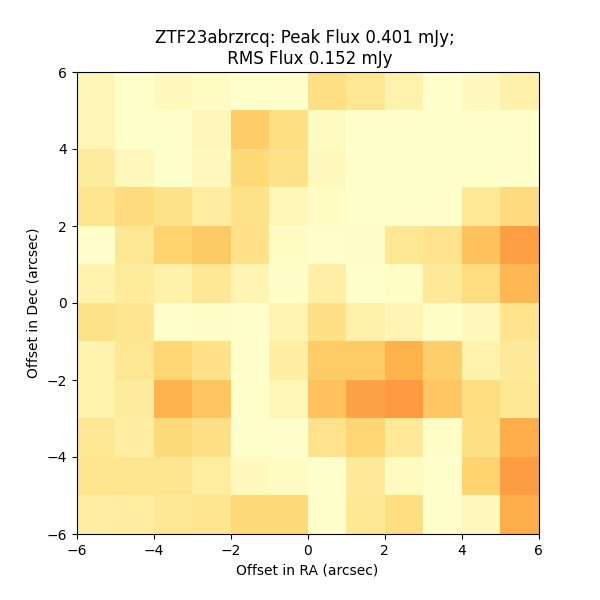 ZTF23abrzrcq: Peak Flux 0.401 mJy;
RMS Flux 0.152 mJy
6
4
2
0
−2
−4
−6
Offset in Dec (arcsec)
−6 −4 −2 0 2 4 6
Offset in RA (arcsec)